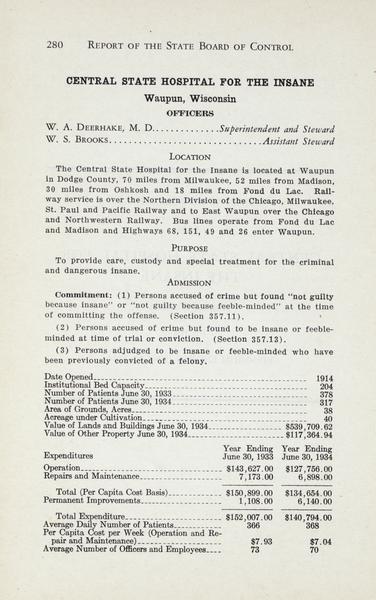 280 REPORT OF THE STATE BOARD OF CONTROL
CENTRAL STATE HOSPITAL FOR THE INSANE
Waupun, Wisconsin
OFFICERS
W. A. DEERHAKE, M. D.............Superintendent and Steward
W. S. BROOKS..............................Assistant Steward
LOCATION
The Central State Hospital for the Insane is located at Waupun
in Dodge County, 70 miles from Milwaukee, 52 miles from Madison,
30 miles from Oshkosh and 18 miles from Fond du Lac. Rail-
way service is over the Northern Division of the Chicago, Milwaukee,
St. Paul and Pacific Railway and to East Waupun over the Chicago
and Northwestern Railway. Bus lines operate from Fond du Lac
and Madison and Highways 68, 151, 49 and 26 enter Waupun.
PURPOSE
To provide care, custody and special treatment for the criminal
and dangerous insane.
ADMISSION
Commitment: (1) Persons accused of crime but found "not guilty
because insane" or "not guilty because feeble-minded" at the time
of committing the offense. (Section 357.11).
(2) Persons accused of crime but found to be insane or feeble-
minded at time of trial or conviction. (Section 357.13).
(3) Persons adjudged to be insane or feeble-minded who have
been previously convicted of a felony.
Date Opened 1914
Institutional Bed Capacity 204
Number of Patients June 30, 1933 378
Number of Patients June 30, 1934 317
Area of Grounds, Acres 38
Acreage under Cultivation 40
Value of Lands and Buildings June 30, 1934 $539,709.62
Value of Other Property June 30, 1934 $117,364.94
Year Ending Year Ending
Expenditures June 30, 1933 June 30, 1934
Operation $143,627.00 $127,756.00
Repairs and Maintenance 7,173.00 6,898.00
Total (Per Capita Cost Basis) $150,899.00 $134,654.00
Permanent Improvements 1,108.00 6,140.00
Total Expenditure $152,007.00 $140,794.00
Average Daily Number of Patients 366 368
Per Capita Cost per Week (Operation and Re-
pair and Maintenance) $7.93 $7.04
Average Number of Officers and Employees 73 70